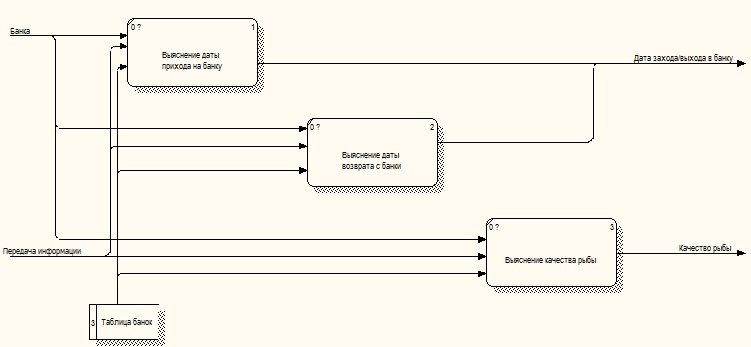 0 ? 1
Банка
Выяснение даты
прихода на банку
Дата захода/выхода в банку
0 ? 2
Выяснение даты
возврата с банки
0 ? 3
Передача информации
Качество рыбы
Выяснение качества рыбы
3 Таблица банок